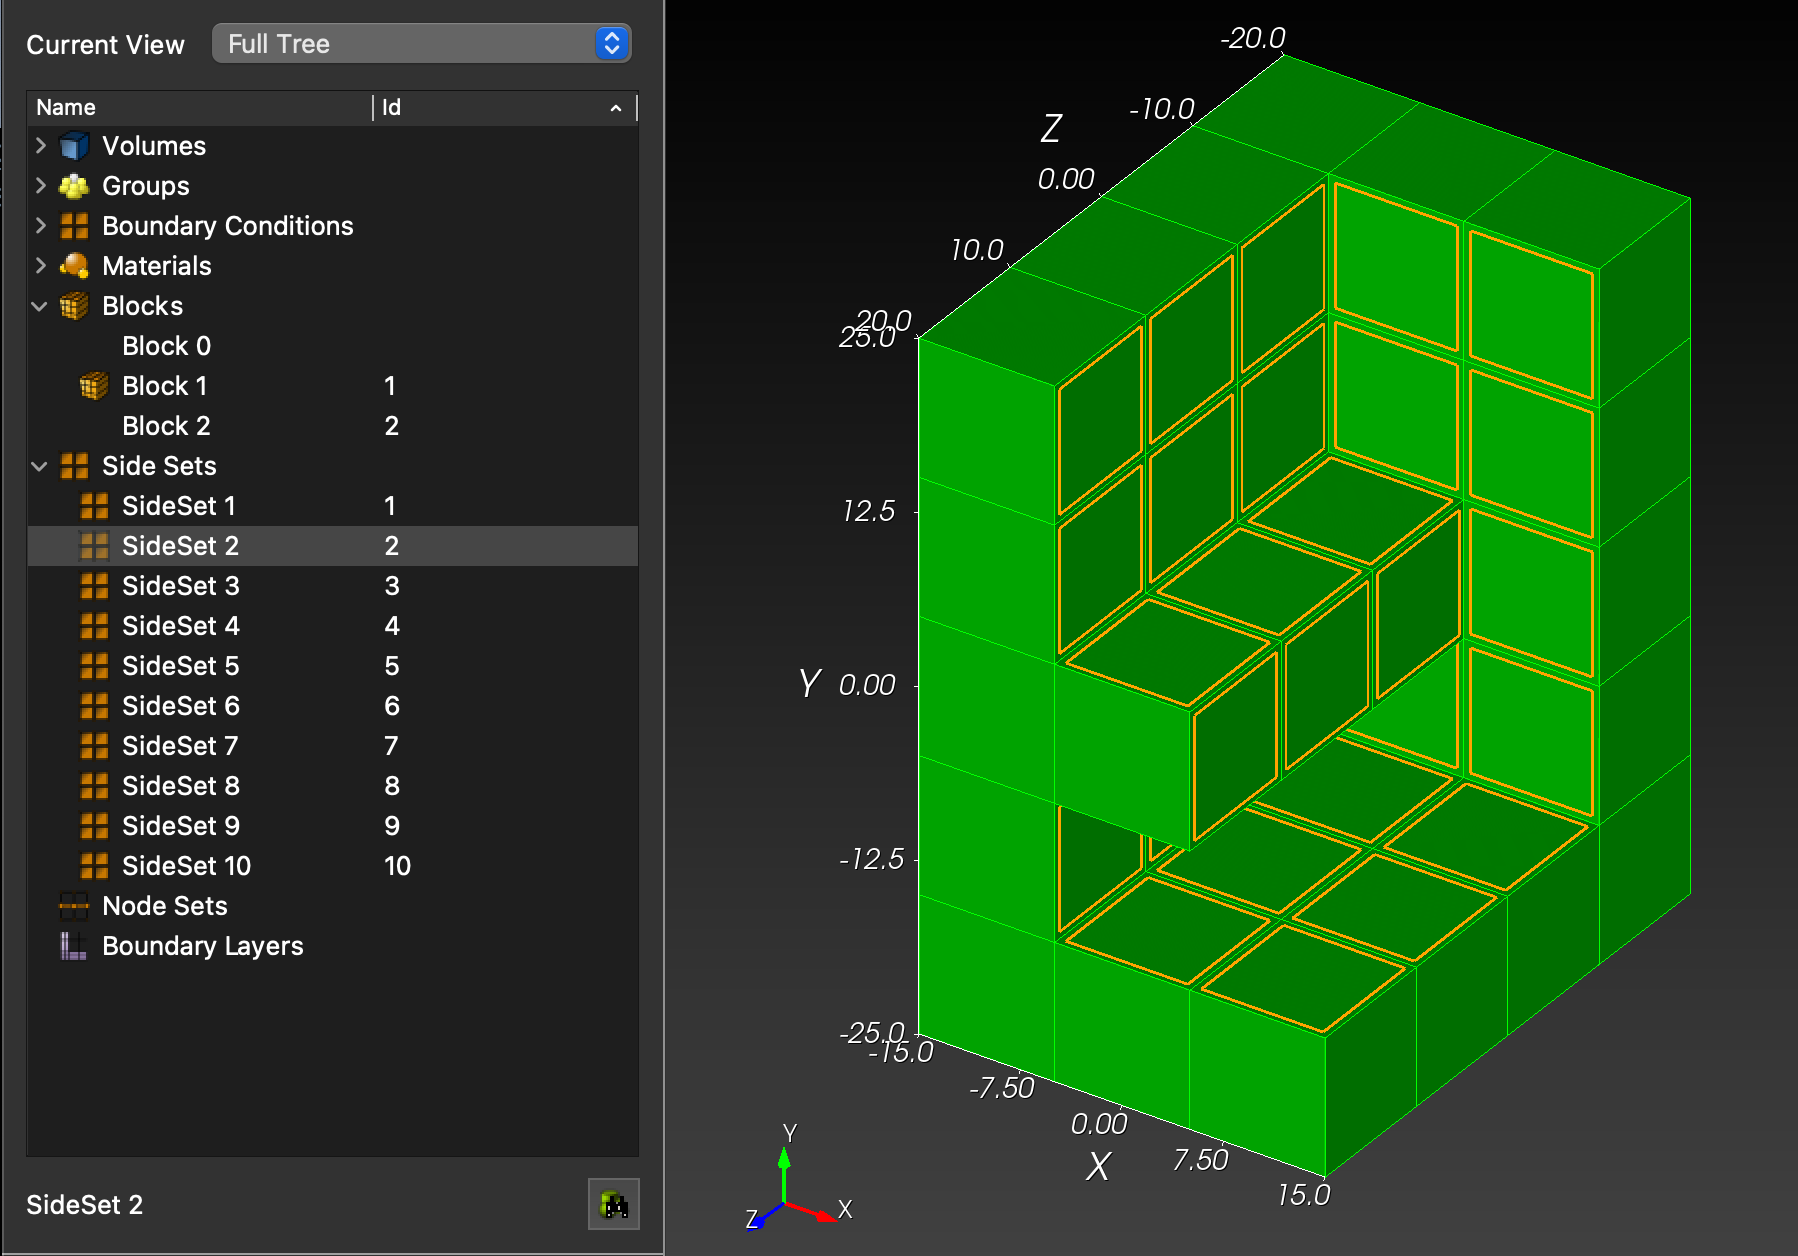 Current View Full Tree
Name Id
Volumes
Groups
Boundary Conditions
Materials
Blocks
Block 0
Block 1 1
Block 2 2
Side Sets
SideSet 1 1
SideSet 2 2
SideSet 3 3
SideSet 4 4
SideSet 5 5
SideSet 6 6
SideSet 7 7
SideSet 8 8
SideSet 9 9
SideSet 10 10
Node Sets
Boundary Layers
SideSet 2
-20.0
-10.0
Z
0.00
10.0
20.0
25.0
12.5
Y 0.00
-12.5
-25.0
-15.0
-7.50
0.00
X
7.50
15.0
Y
X
Z